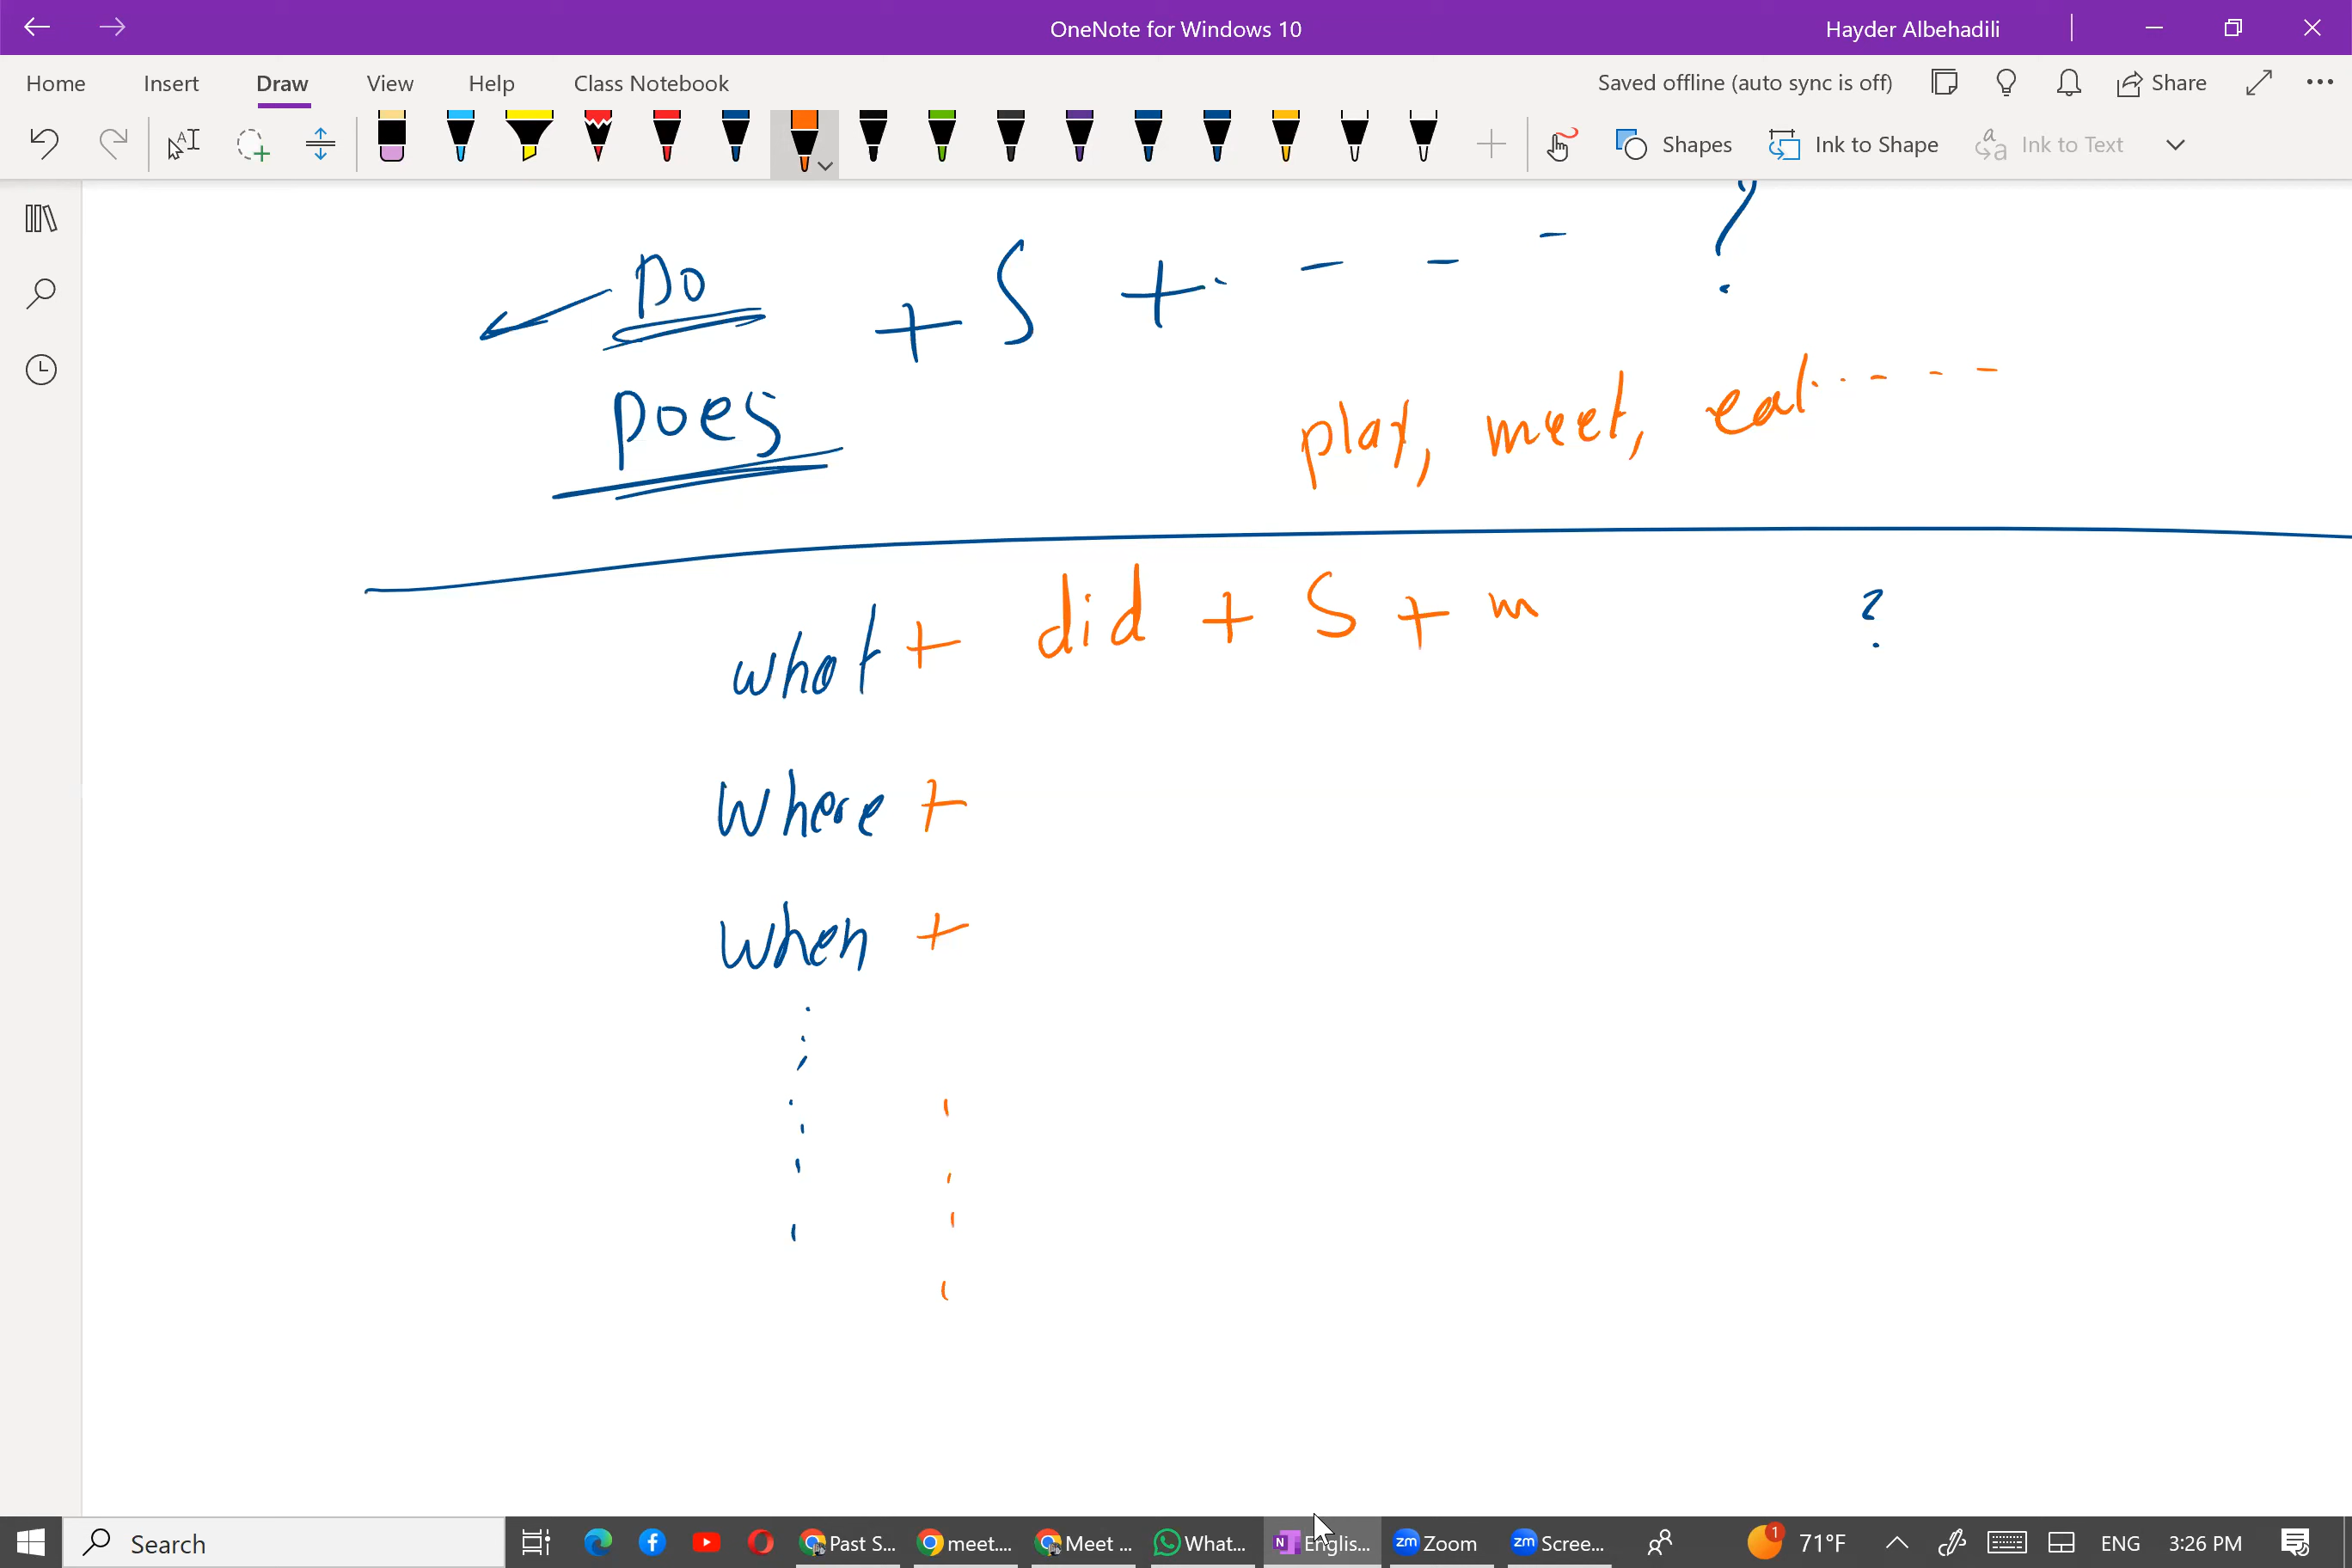 OneNote for Windows 10
Hayder Albehadili
Home Insert Draw View Help Class Notebook
Saved offline (auto sync is off) Share
Shapes Ink to Shape Ink to Text
Do + S + - - - ?
Does
play, meet, eat.....
what + did + S + m ?
where +
when +
Search
Past S... meet.... Meet ... What... Englis... Zoom Scree... 1 71°F ENG 3:26 PM